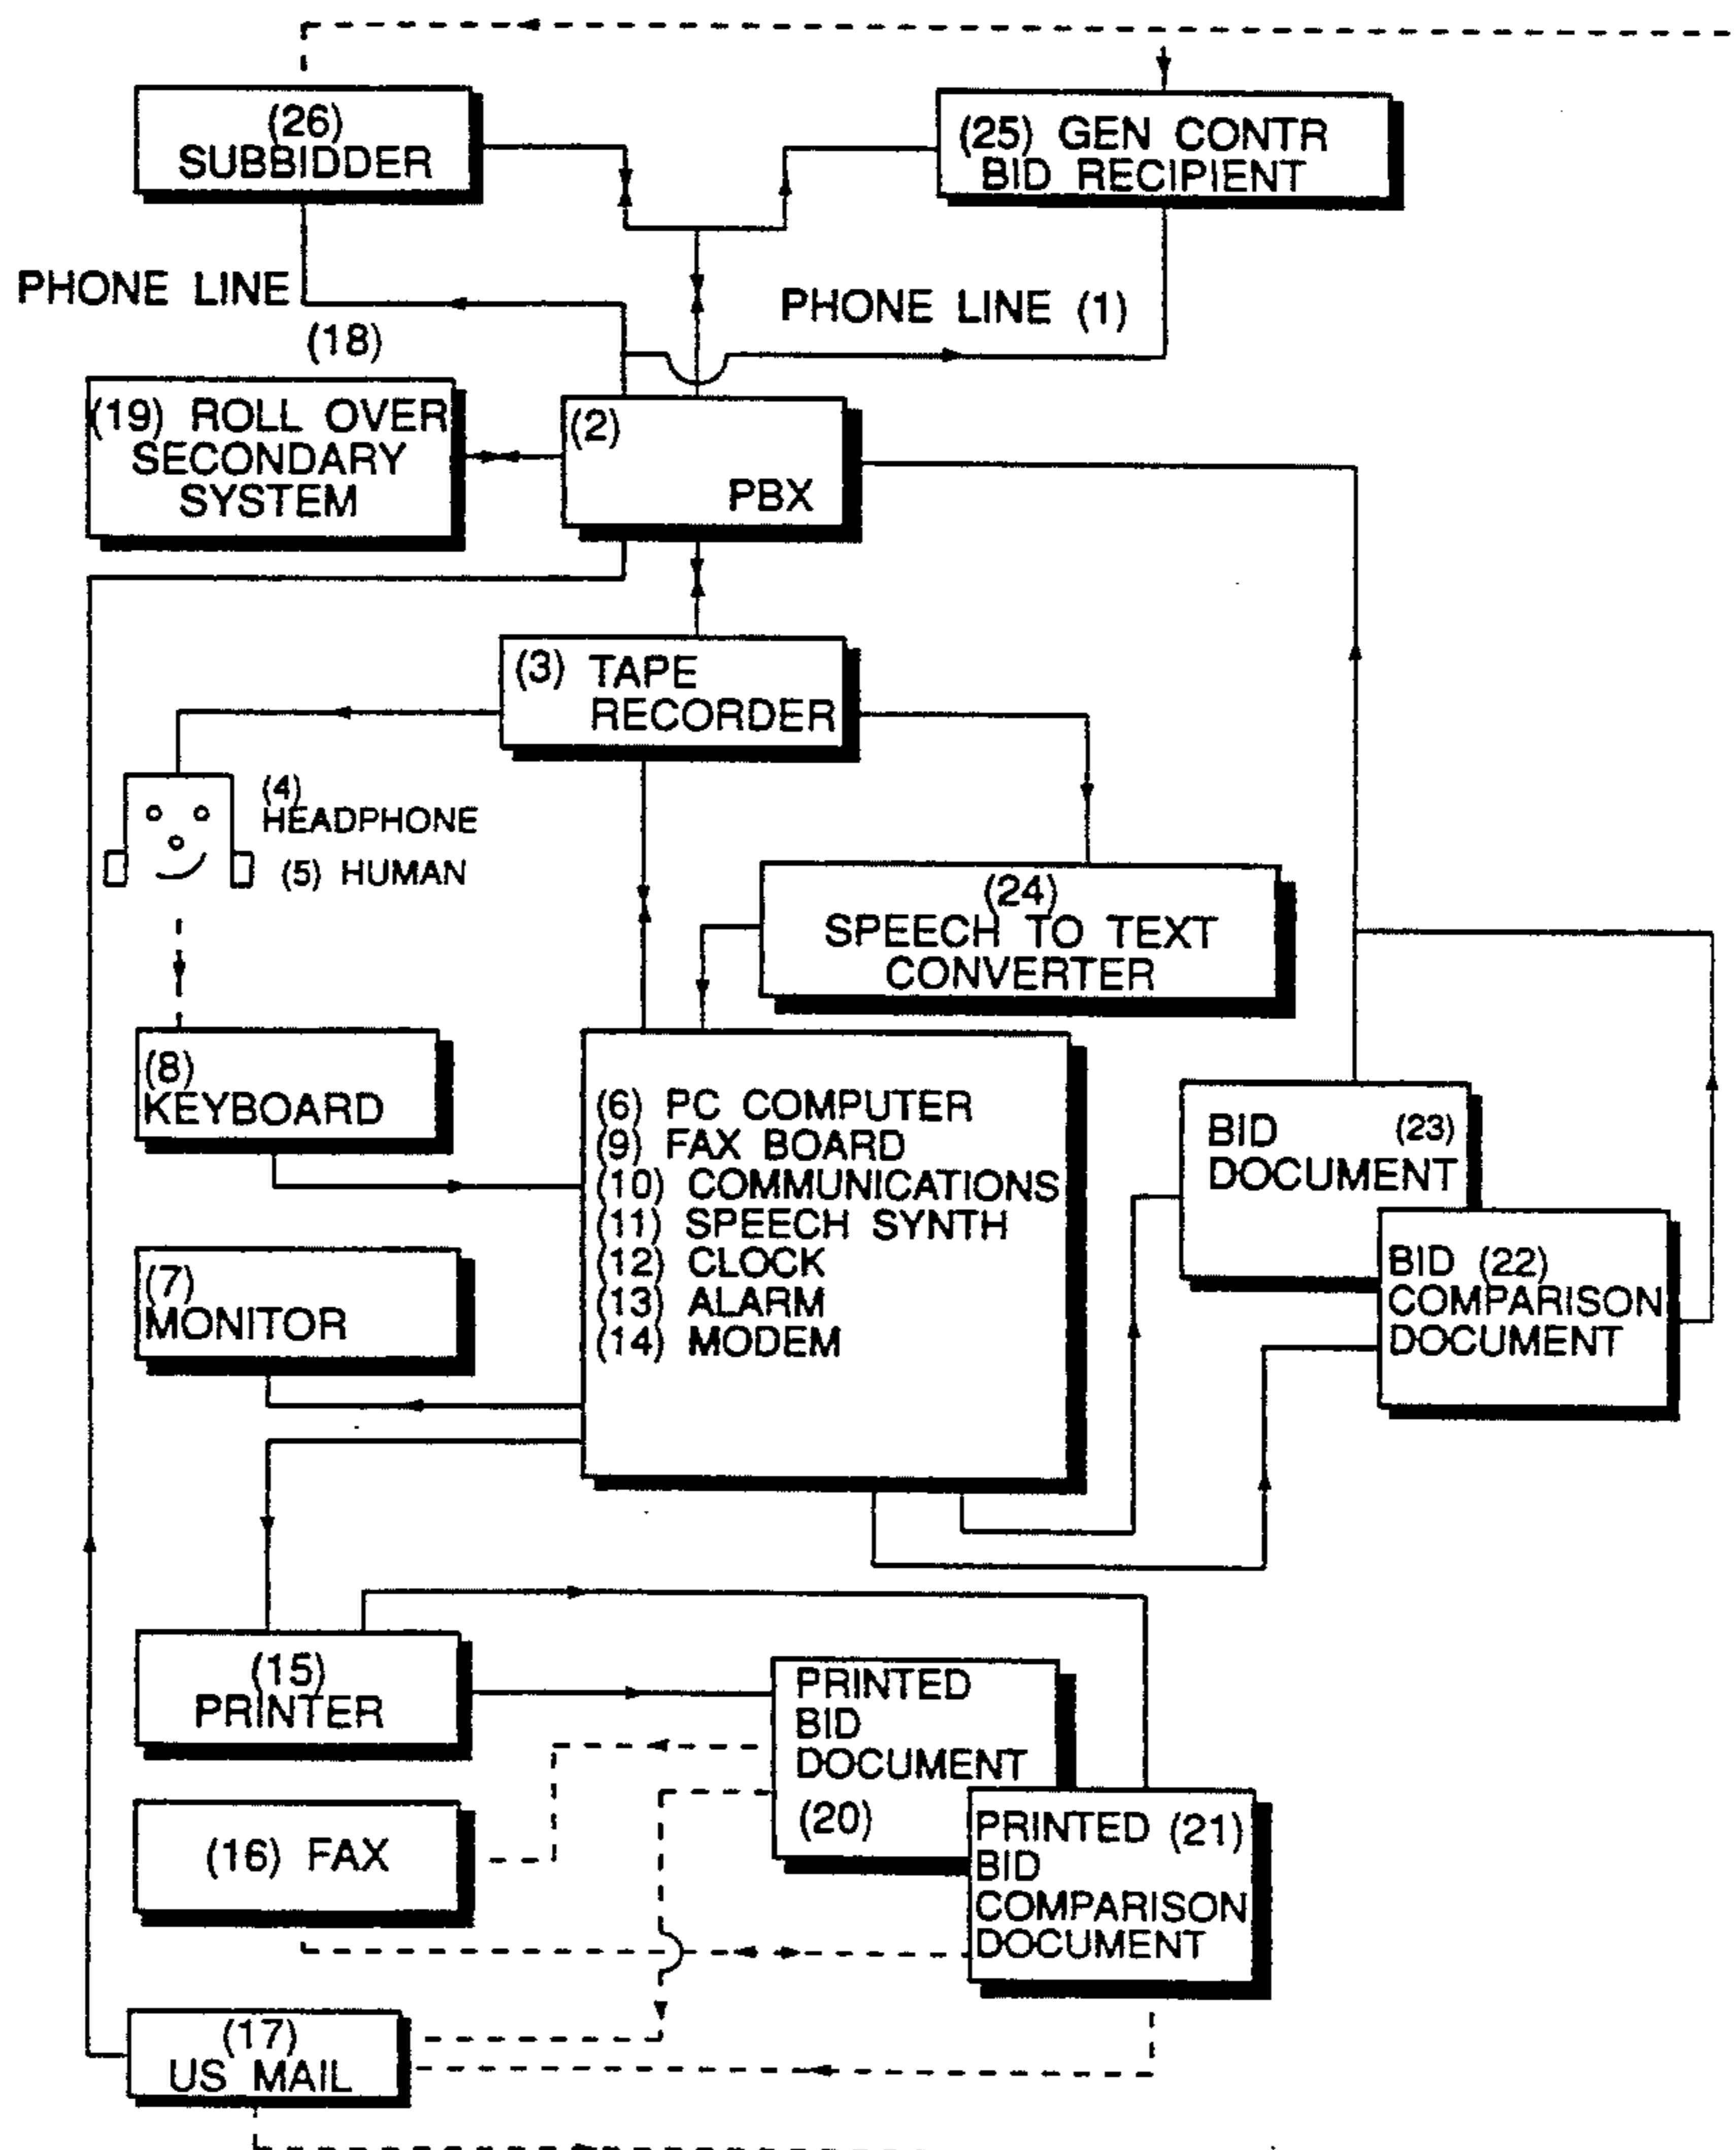 (26)
SUBBIDDER
(25) GEN CONTR
BID RECIPIENT
PHONE LINE
PHONE LINE (1)
(18)
(19) ROLL OVER
SECONDARY
SYSTEM
(2)
PBX
(3) TAPE
RECORDER
(4)
HEADPHONE
(5) HUMAN
(24)
SPEECH TO TEXT
CONVERTER
(8)
KEYBOARD
(6) PC COMPUTER
(9) FAX BOARD
(10) COMMUNICATIONS
(11) SPEECH SYNTH
(12) CLOCK
(13) ALARM
(14) MODEM
BID (23)
DOCUMENT
(7)
MONITOR
BID (22)
COMPARISON
DOCUMENT
(15)
PRINTER
PRINTED
BID
DOCUMENT
(20)
(16) FAX
PRINTED (21)
BID
COMPARISON
DOCUMENT
(17)
US MAIL